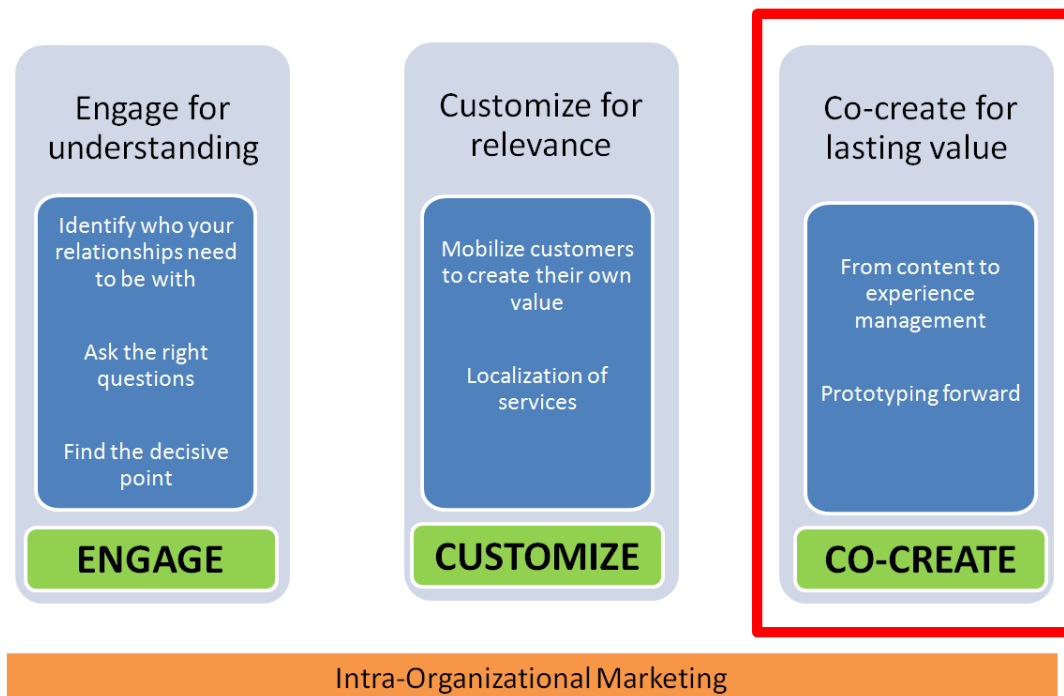 Engage for
understanding
Identify who your
relationships need
to be with
Ask the right
questions
Find the decisive
point
ENGAGE
Customize for
relevance
Mobilize customers
to create their own
value
Localization of
services
CUSTOMIZE
Co-create for
lasting value
From content to
experience
management
Prototyping forward
CO-CREATE
Intra-Organizational Marketing